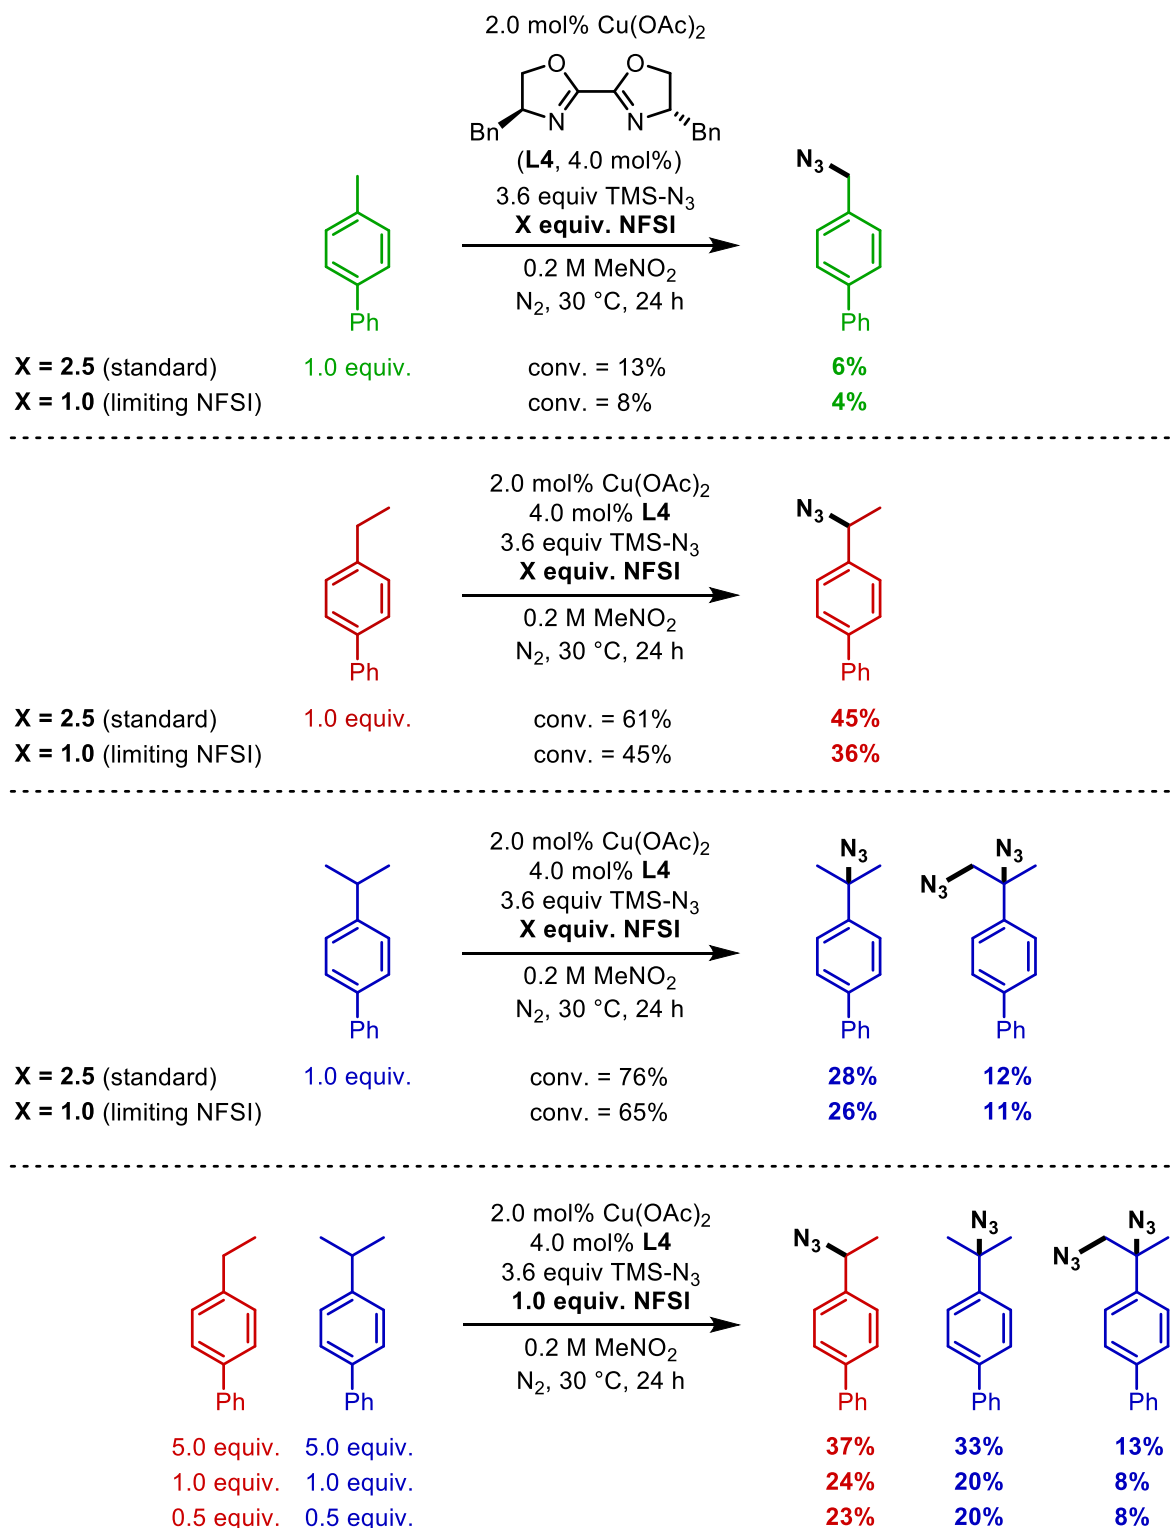 2.0 mol% Cu(OAc)2
O O
N N
Bn Bn
(L4, 4.0 mol%)
N3
3.6 equiv TMS-N3
X equiv. NFSI
0.2 M MeNO2
N2, 30 °C, 24 h
Ph Ph
X = 2.5 (standard) 1.0 equiv. conv. = 13% 6%
X = 1.0 (limiting NFSI) conv. = 8% 4%
2.0 mol% Cu(OAc)2
4.0 mol% L4
N3
3.6 equiv TMS-N3
X equiv. NFSI
0.2 M MeNO2
N2, 30 °C, 24 h
Ph Ph
X = 2.5 (standard) 1.0 equiv. conv. = 61% 45%
X = 1.0 (limiting NFSI) conv. = 45% 36%
2.0 mol% Cu(OAc)2
N3 N3
4.0 mol% L4
N3
3.6 equiv TMS-N3
X equiv. NFSI
0.2 M MeNO2
N2, 30 °C, 24 h
Ph Ph Ph
X = 2.5 (standard) 1.0 equiv. conv. = 76% 28% 12%
X = 1.0 (limiting NFSI) conv. = 65% 26% 11%
2.0 mol% Cu(OAc)2
N3 N3
4.0 mol% L4
N3 N3
3.6 equiv TMS-N3
1.0 equiv. NFSI
0.2 M MeNO2
N2, 30 °C, 24 h
Ph Ph Ph Ph Ph
5.0 equiv. 5.0 equiv. 37% 33% 13%
1.0 equiv. 1.0 equiv. 24% 20% 8%
0.5 equiv. 0.5 equiv. 23% 20% 8%